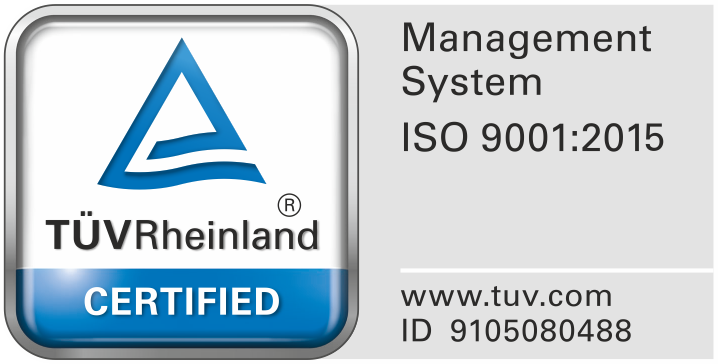 TÜVRheinland®
CERTIFIED
Management
System
ISO 9001:2015
www.tuv.com
ID 9105080488